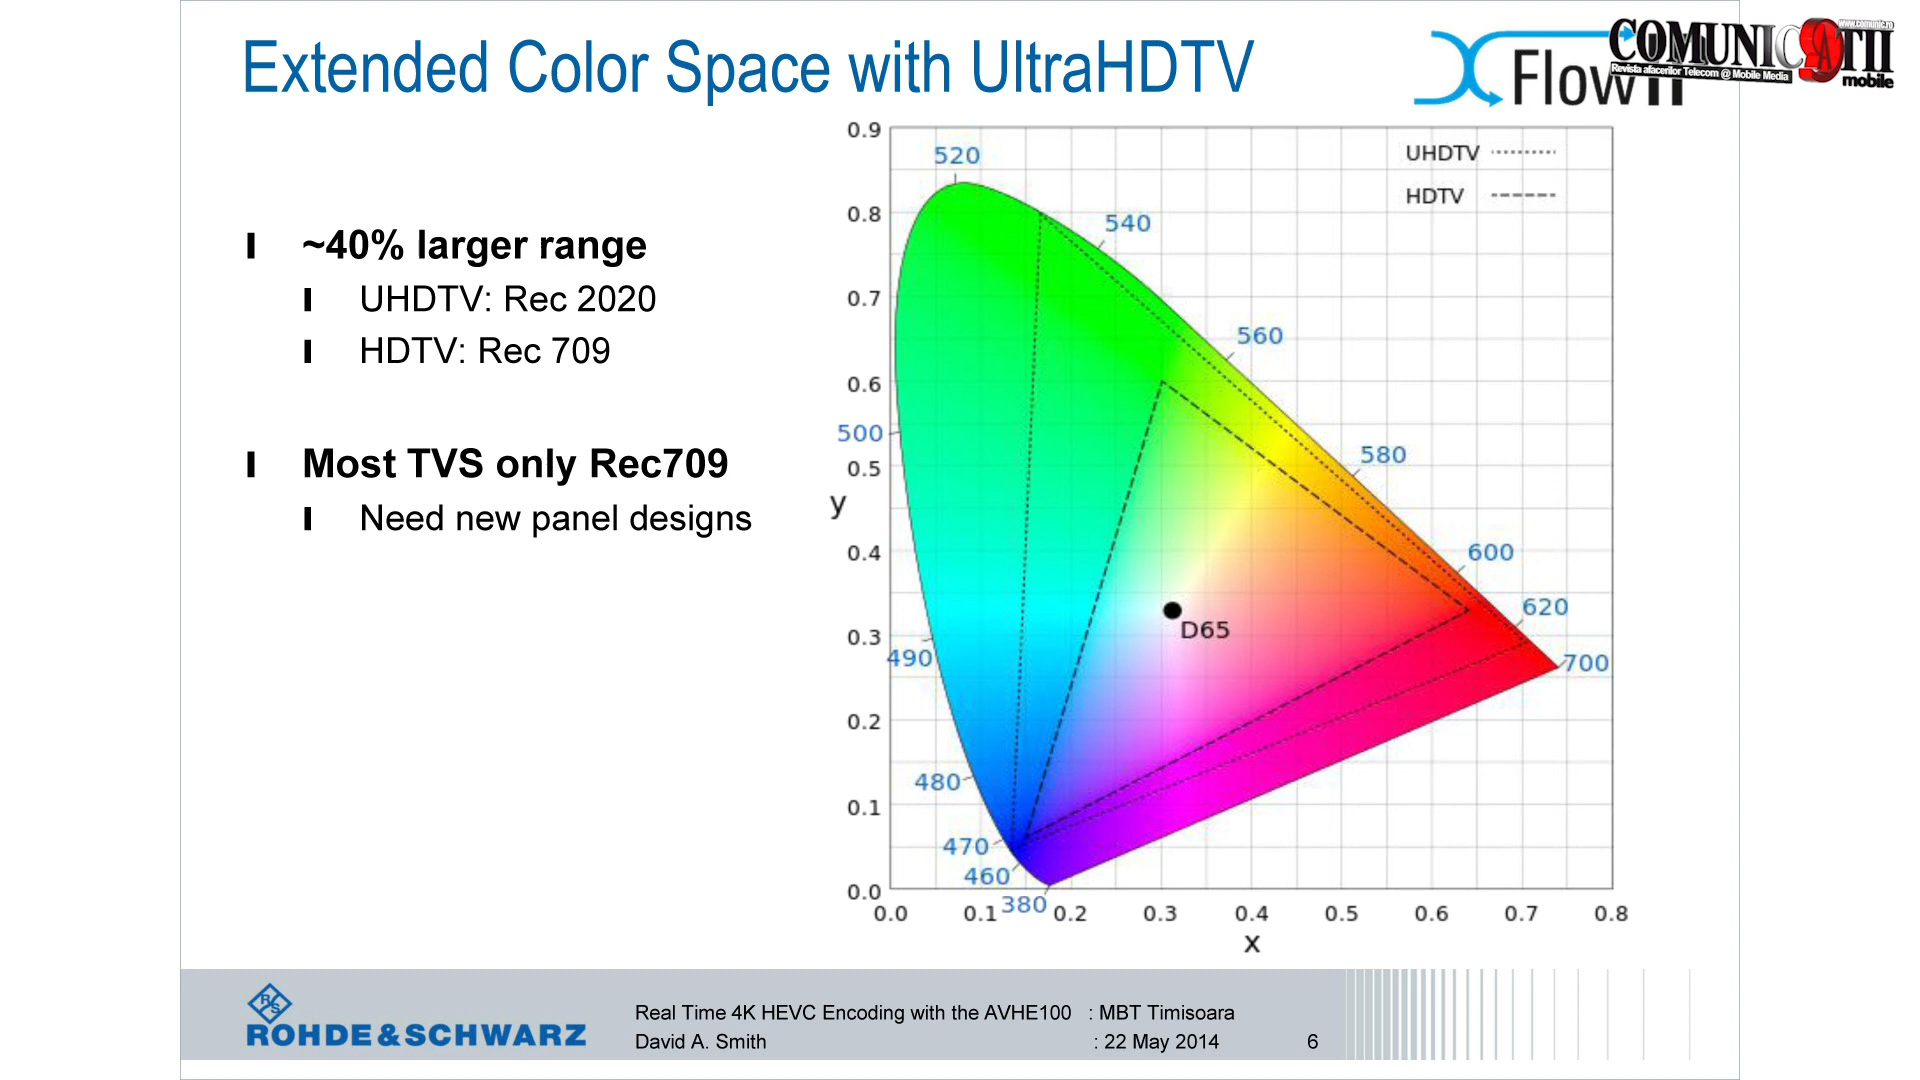 Extended Color Space with UltraHDTV
Flow II
www.comunic.ro
COMUNICATII
Revista afacerilor Telecom @ Mobile Media
mobile
~40% larger range
UHDTV: Rec 2020
HDTV: Rec 709
Most TVS only Rec709
Need new panel designs
UHDTV
HDTV
0.9
0.8
0.7
0.6
0.5
0.4
0.3
0.2
0.1
0.0
y
520
540
560
580
600
620
700
500
490
480
470
460
380
D65
0.0 0.1 0.2 0.3 0.4 0.5 0.6 0.7 0.8
x
R S
ROHDE & SCHWARZ
Real Time 4K HEVC Encoding with the AVHE100 : MBT Timisoara
David A. Smith : 22 May 2014 6